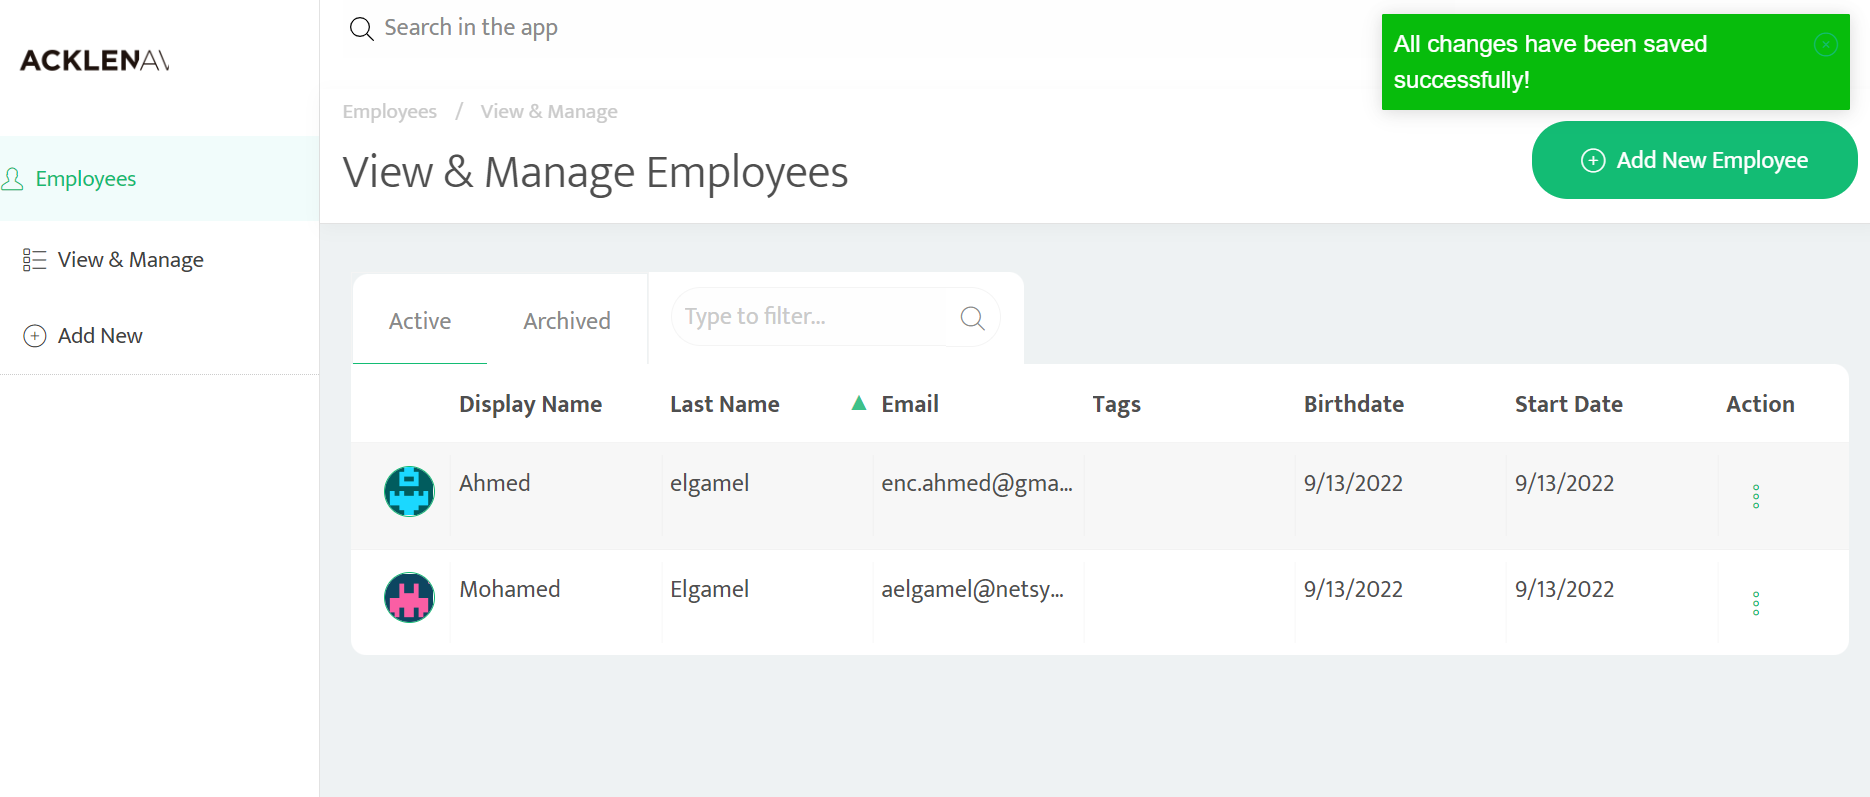 ACKLENAV
Employees
View & Manage
Add New
Search in the app
All changes have been saved
successfully!
Employees / View & Manage
View & Manage Employees
Add New Employee
Active Archived Type to filter...
Display Name Last Name ▲ Email Tags Birthdate Start Date Action
Ahmed elgamel enc.ahmed@gma... 9/13/2022 9/13/2022
Mohamed Elgamel aelgamel@netsy... 9/13/2022 9/13/2022